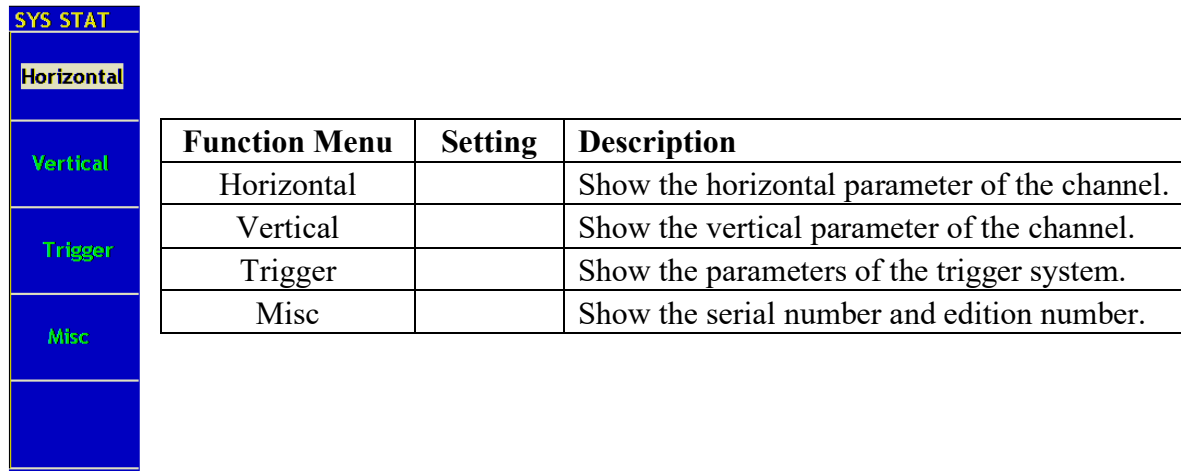 SYS STAT
Horizontal
Vertical
Trigger
Misc
Function Menu Setting Description
Horizontal Show the horizontal parameter of the channel.
Vertical Show the vertical parameter of the channel.
Trigger Show the parameters of the trigger system.
Misc Show the serial number and edition number.